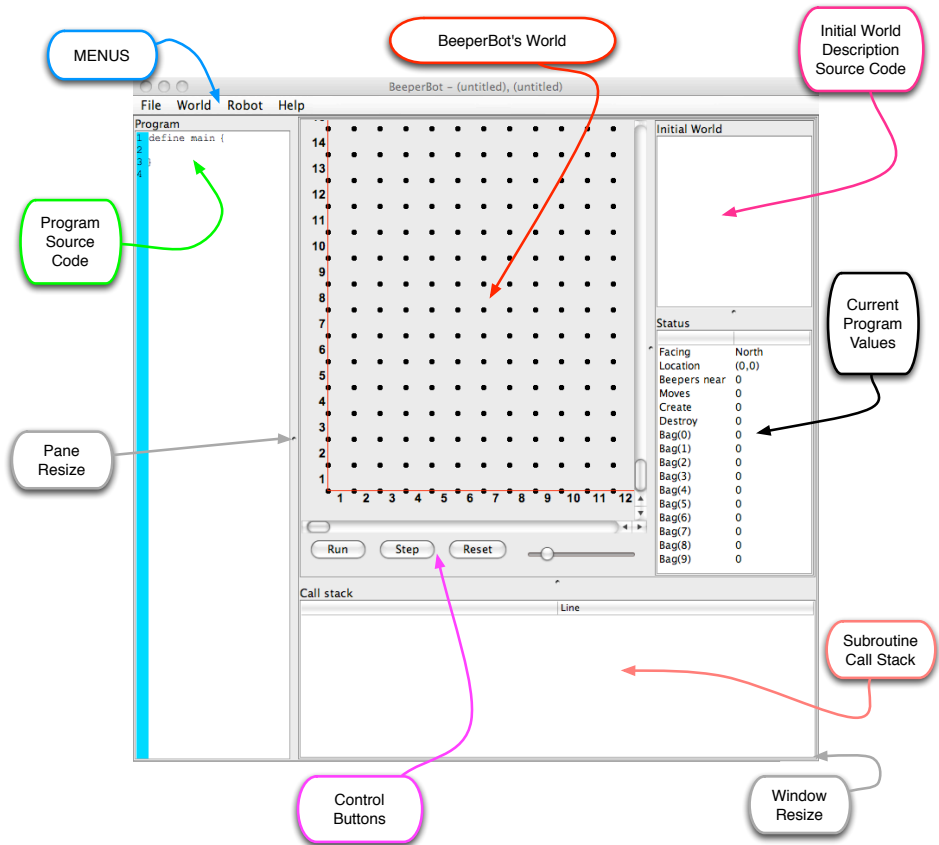 MENUS
BeeperBot's World
Initial World
Description
Source Code
BeeperBot – (untitled), (untitled)
File World Robot Help
Program
1 define main {
2
3 }
4
Program
Source
Code
Pane
Resize
14
13
12
11
10
9
8
7
6
5
4
3
2
1
1 2 3 4 5 6 7 8 9 10 11 12
Run Step Reset
Initial World
Status
Facing North
Location (0,0)
Beepers near 0
Moves 0
Create 0
Destroy 0
Bag(0) 0
Bag(1) 0
Bag(2) 0
Bag(3) 0
Bag(4) 0
Bag(5) 0
Bag(6) 0
Bag(7) 0
Bag(8) 0
Bag(9) 0
Current
Program
Values
Call stack
Line
Subroutine
Call Stack
Control
Buttons
Window
Resize